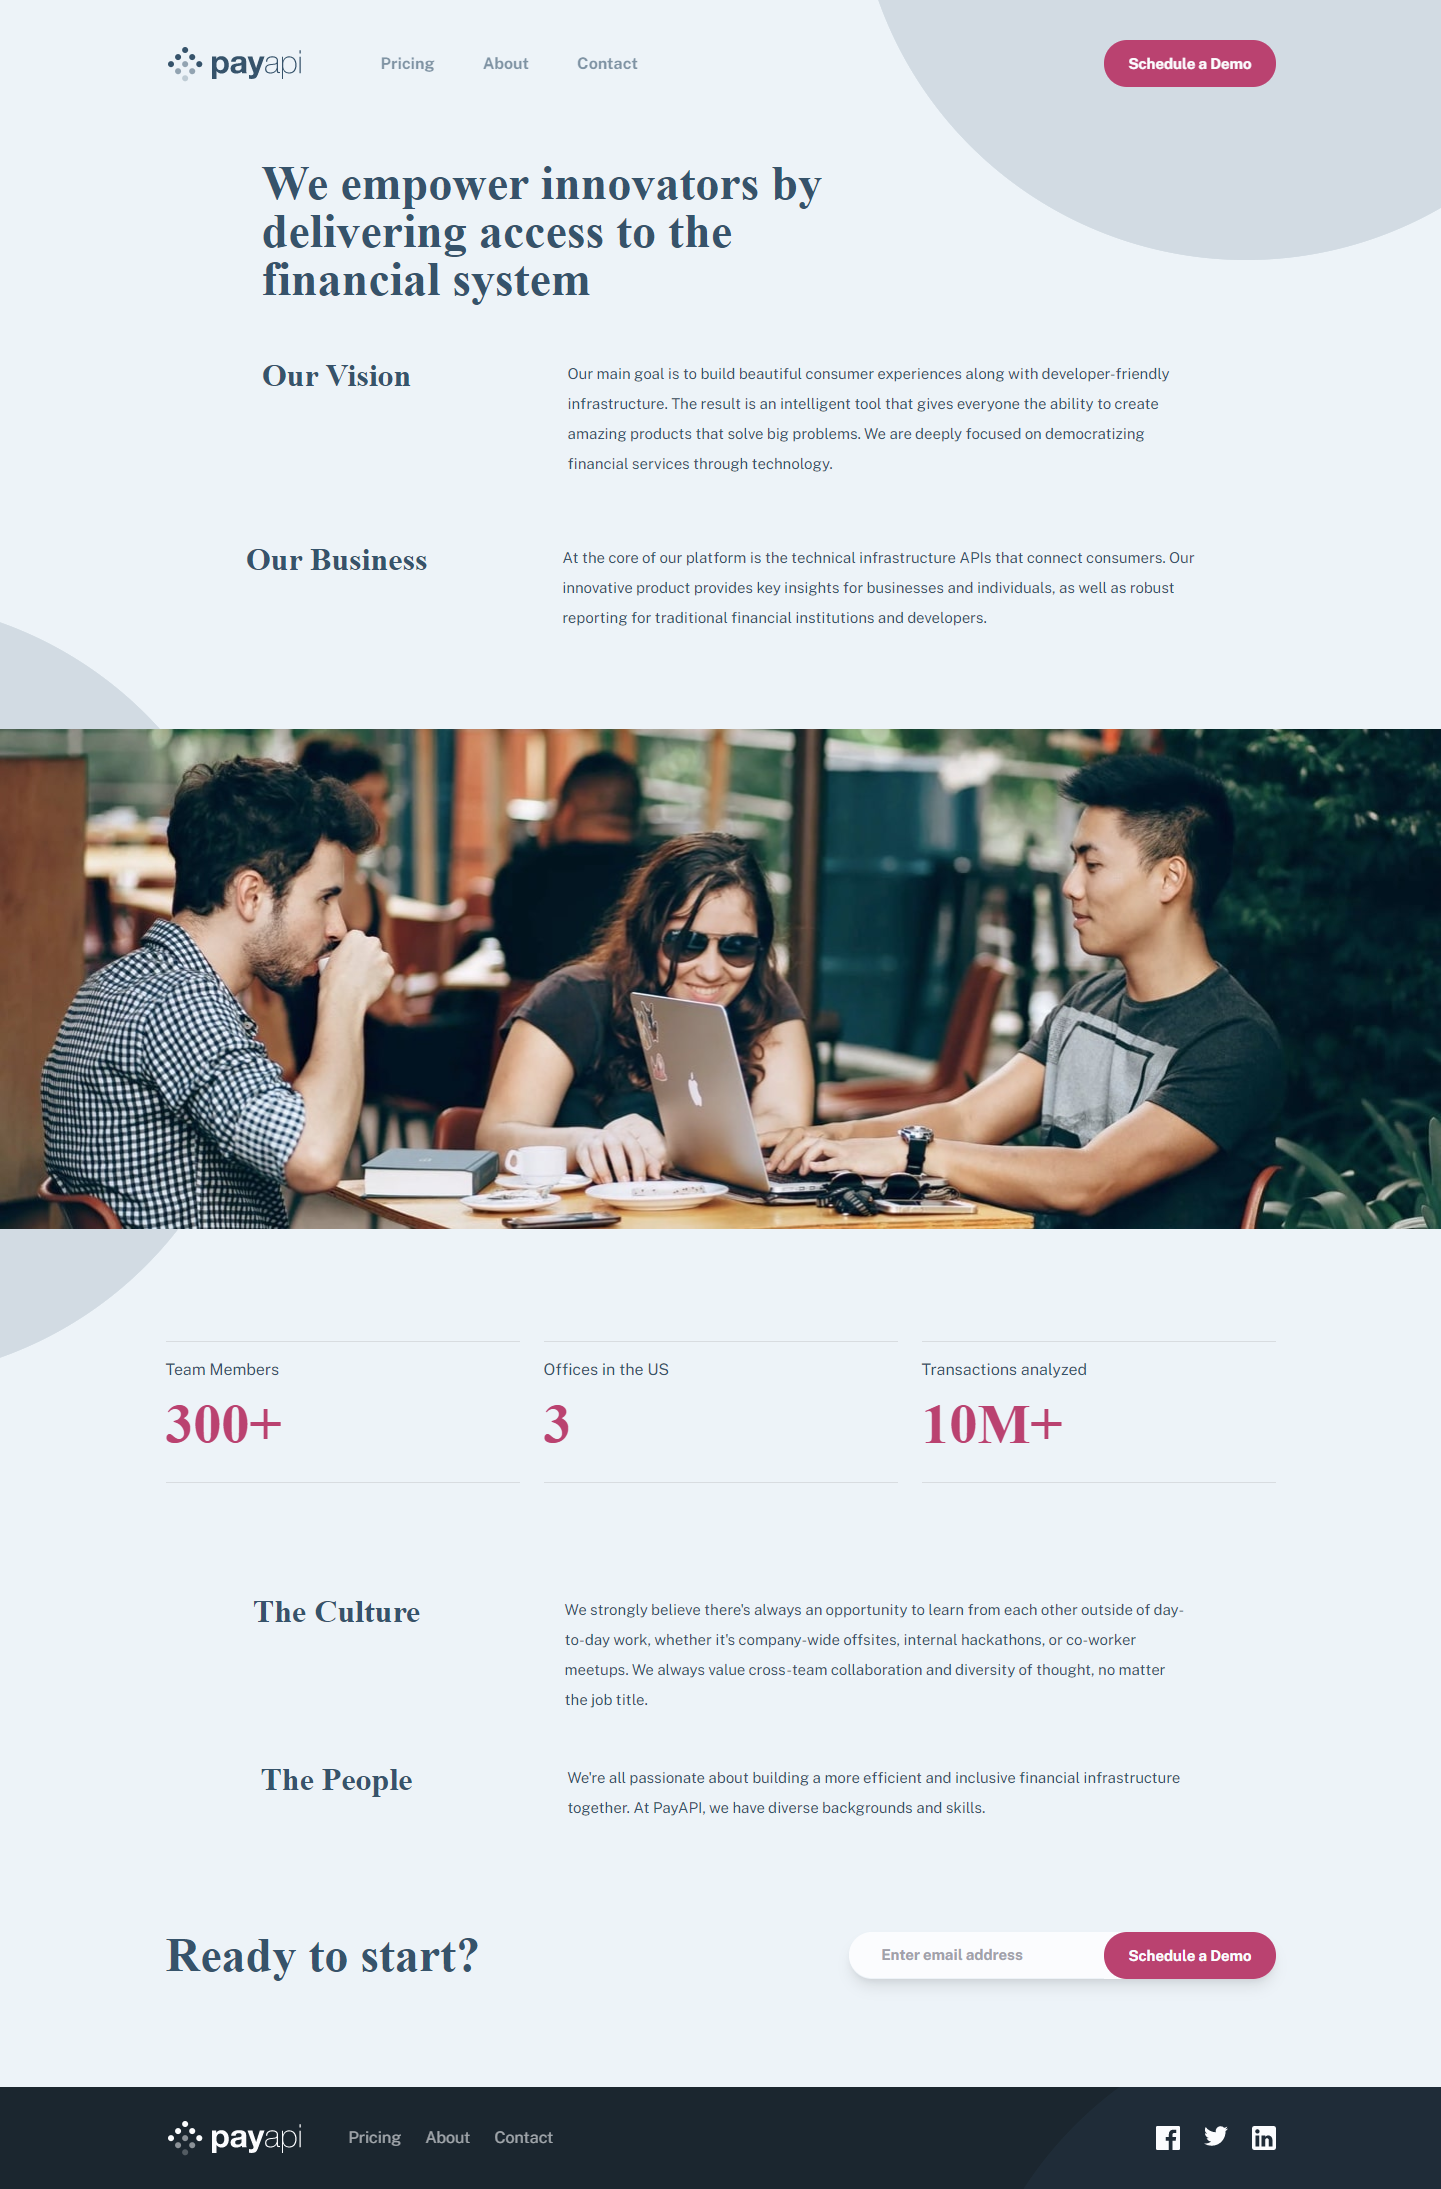 payapi Pricing About Contact Schedule a Demo
We empower innovators by
delivering access to the
financial system
Our Vision
Our main goal is to build beautiful consumer experiences along with developer-friendly
infrastructure. The result is an intelligent tool that gives everyone the ability to create
amazing products that solve big problems. We are deeply focused on democratizing
financial services through technology.
Our Business
At the core of our platform is the technical infrastructure APIs that connect consumers. Our
innovative product provides key insights for businesses and individuals, as well as robust
reporting for traditional financial institutions and developers.
Team Members
300+
Offices in the US
3
Transactions analyzed
10M+
The Culture
We strongly believe there's always an opportunity to learn from each other outside of day-
to-day work, whether it's company-wide offsites, internal hackathons, or co-worker
meetups. We always value cross-team collaboration and diversity of thought, no matter
the job title.
The People
We're all passionate about building a more efficient and inclusive financial infrastructure
together. At PayAPI, we have diverse backgrounds and skills.
Ready to start?
Enter email address Schedule a Demo
payapi Pricing About Contact